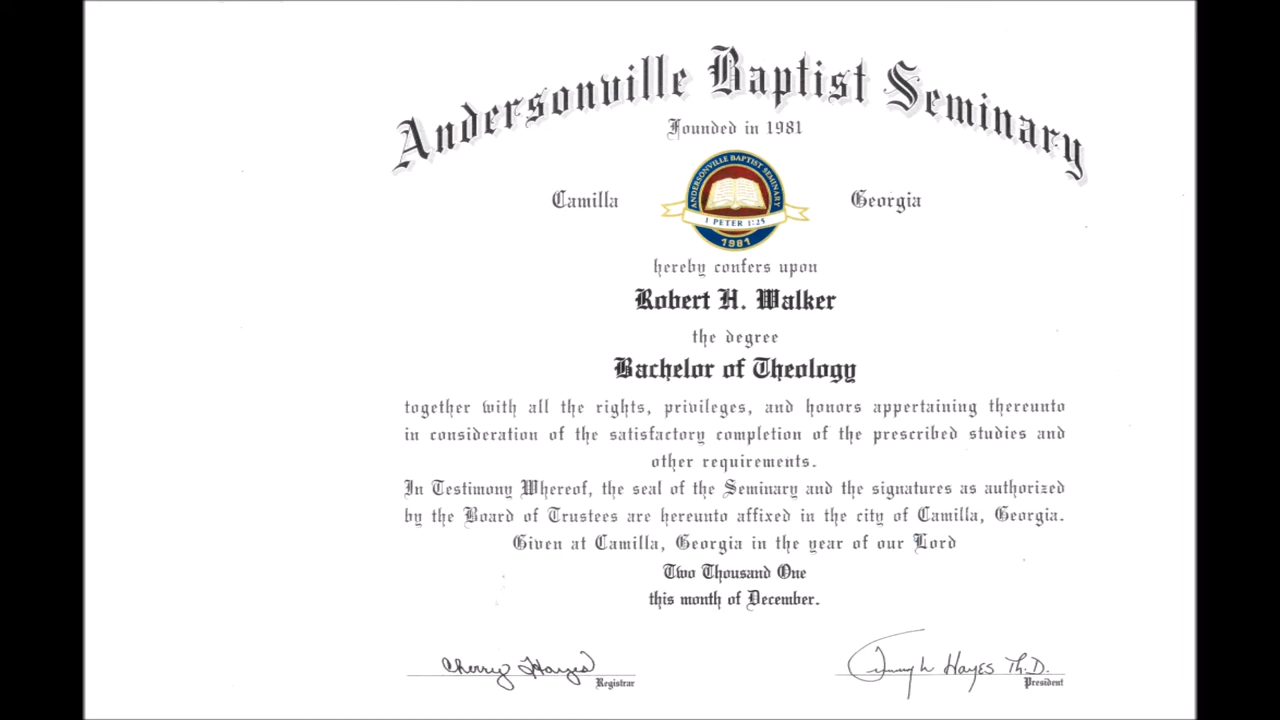 Andersonville Baptist Seminary
Founded in 1981
Camilla
Georgia
ANDERSONVILLE BAPTIST SEMINARY
1 PETER 1:25
1981
hereby confers upon
Robert H. Walker
the degree
Bachelor of Theology
together with all the rights, privileges, and honors appertaining thereunto
in consideration of the satisfactory completion of the prescribed studies and
other requirements.
In Testimony Whereof, the seal of the Seminary and the signatures as authorized
by the Board of Trustees are hereunto affixed in the city of Camilla, Georgia.
Given at Camilla, Georgia in the year of our Lord
Two Thousand One
this month of December.
Cherry Hayes
Hayes Th.D.
Registrar
President